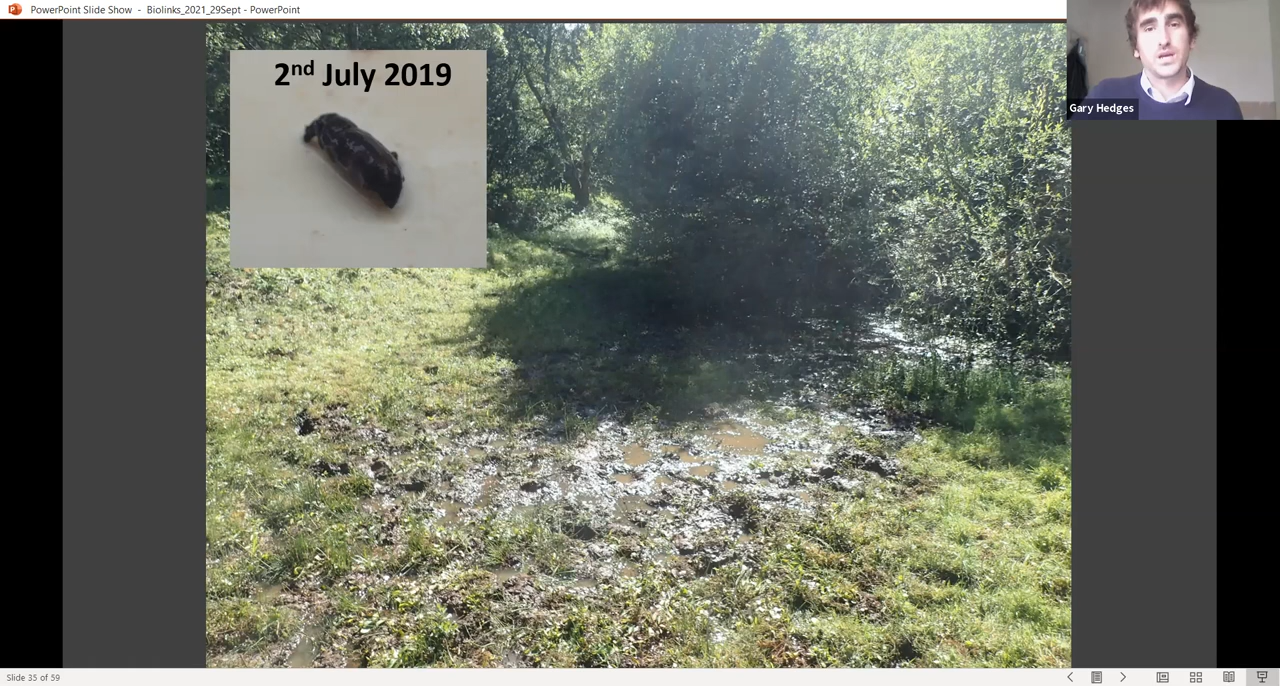 PowerPoint Slide Show - Biolinks_2021_29Sept - PowerPoint
2nd July 2019
Gary Hedges
Slide 35 of 59